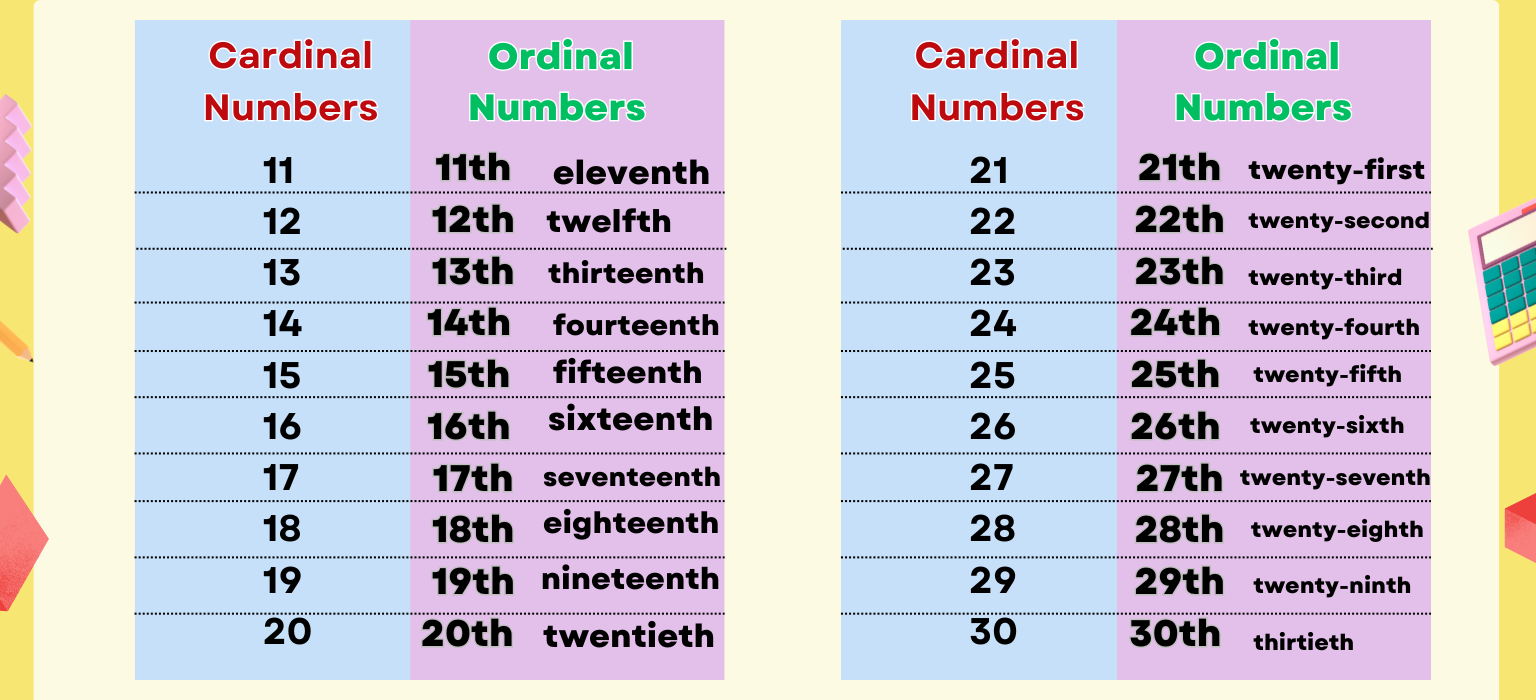 Cardinal Numbers Ordinal Numbers
11 11th eleventh
12 12th twelfth
13 13th thirteenth
14 14th fourteenth
15 15th fifteenth
16 16th sixteenth
17 17th seventeenth
18 18th eighteenth
19 19th nineteenth
20 20th twentieth
Cardinal Numbers Ordinal Numbers
21 21th twenty-first
22 22th twenty-second
23 23th twenty-third
24 24th twenty-fourth
25 25th twenty-fifth
26 26th twenty-sixth
27 27th twenty-seventh
28 28th twenty-eighth
29 29th twenty-ninth
30 30th thirtieth